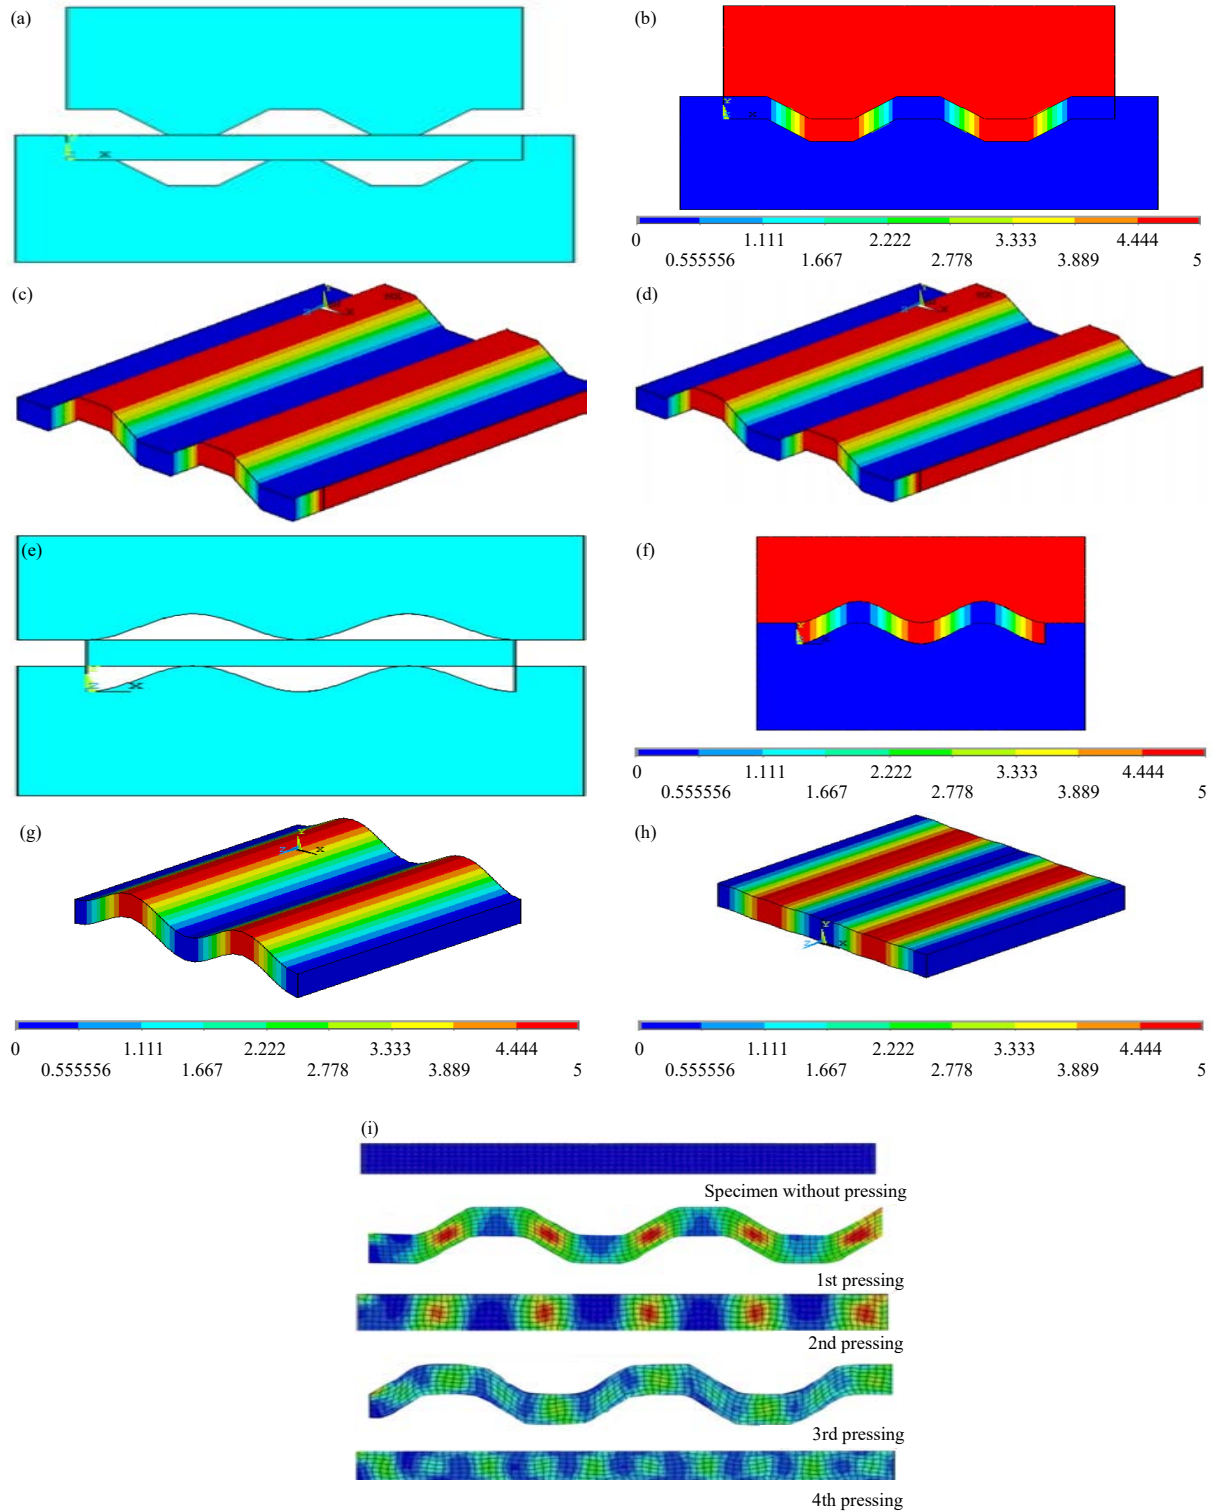 (a)
(b)
Y
X
Y
X
0 1.111 2.222 3.333 4.444
0.555556 1.667 2.778 3.889 5
(c)
(d)
MX
Z X
Z X
(e)
(f)
Z X
0 1.111 2.222 3.333 4.444
0.555556 1.667 2.778 3.889 5
(g)
(h)
Y
Z X
Y
Z X
0 1.111 2.222 3.333 4.444
0.555556 1.667 2.778 3.889 5
0 1.111 2.222 3.333 4.444
0.555556 1.667 2.778 3.889 5
(i)
Specimen without pressing
1st pressing
2nd pressing
3rd pressing
4th pressing